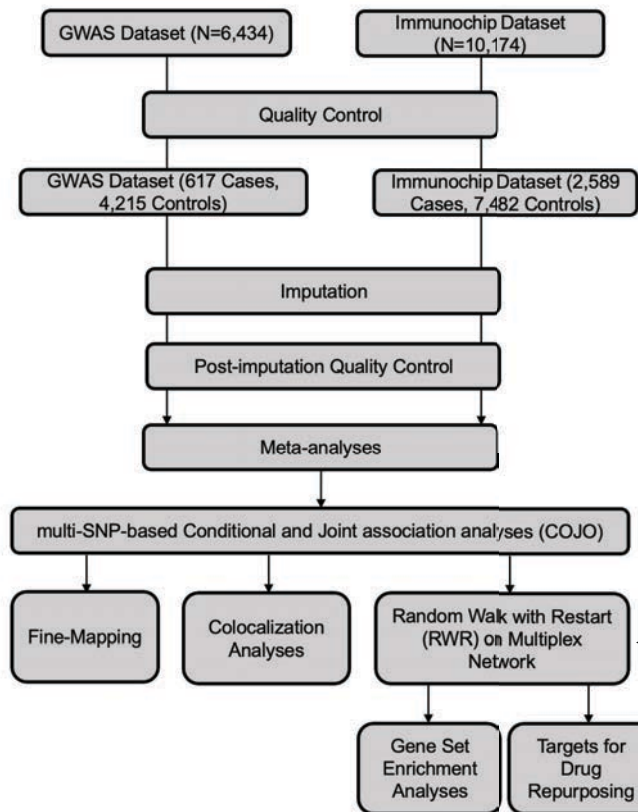 GWAS Dataset (N=6,434)
Immunochip Dataset
(N=10,174)
Quality Control
GWAS Dataset (617 Cases,
4,215 Controls)
Immunochip Dataset (2,589
Cases, 7,482 Controls)
Imputation
Post-imputation Quality Control
Meta-analyses
multi-SNP-based Conditional and Joint association analyses (COJO)
Fine-Mapping
Colocalization
Analyses
Random Walk with Restart
(RWR) on Multiplex
Network
Gene Set
Enrichment
Analyses
Targets for
Drug
Repurposing